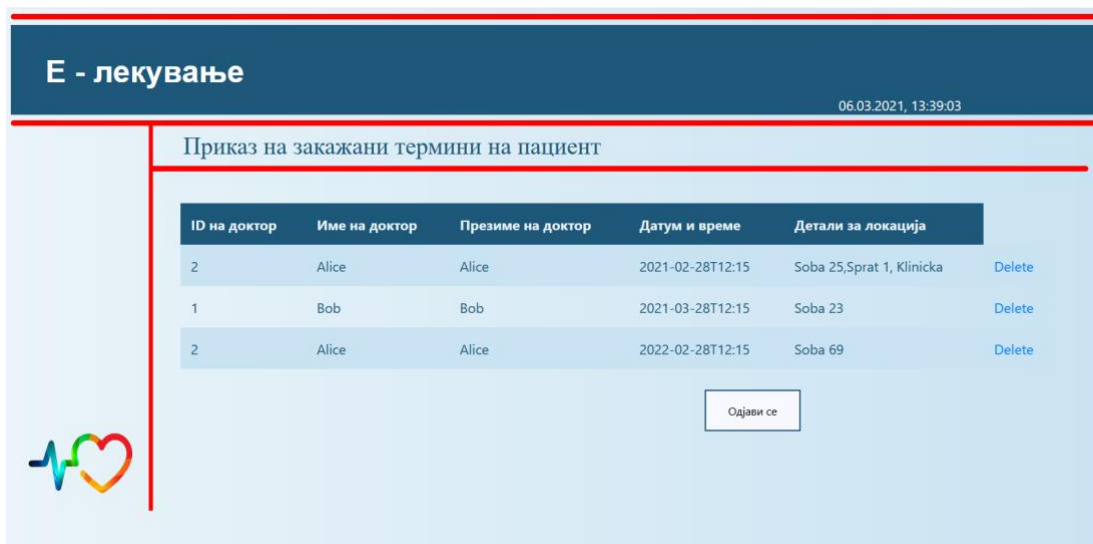 Е - лекување
06.03.2021, 13:39:03
Приказ на закажани термини на пациент
ID на доктор Име на доктор Презиме на доктор Датум и време Детали за локација
2 Alice Alice 2021-02-28T12:15 Soba 25,Sprat 1, Klinicka Delete
1 Bob Bob 2021-03-28T12:15 Soba 23 Delete
2 Alice Alice 2022-02-28T12:15 Soba 69 Delete
Одјави се